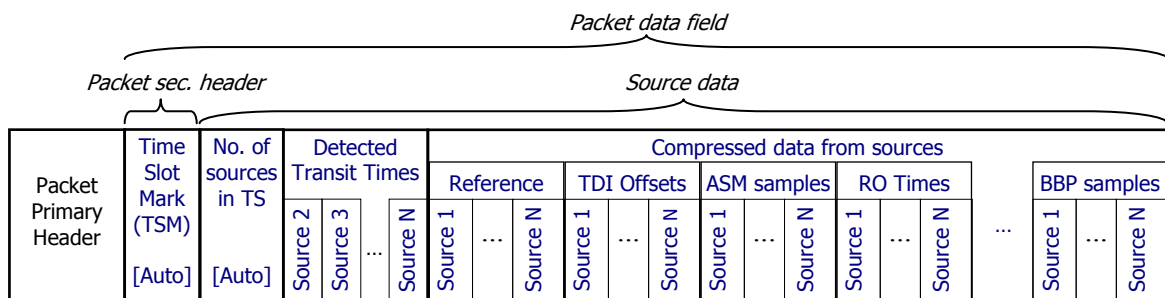 Packet data field
Packet sec. header
Source data
Packet
Primary
Header
Time
Slot
Mark
(TSM)
[Auto]
No. of
sources
in TS
[Auto]
Detected
Transit Times
Source 2
Source 3
...
Source N
Compressed data from sources
Reference
Source 1
...
Source N
TDI Offsets
Source 1
...
Source N
ASM samples
Source 1
...
Source N
RO Times
Source 1
...
Source N
...
BBP samples
Source 1
...
Source N